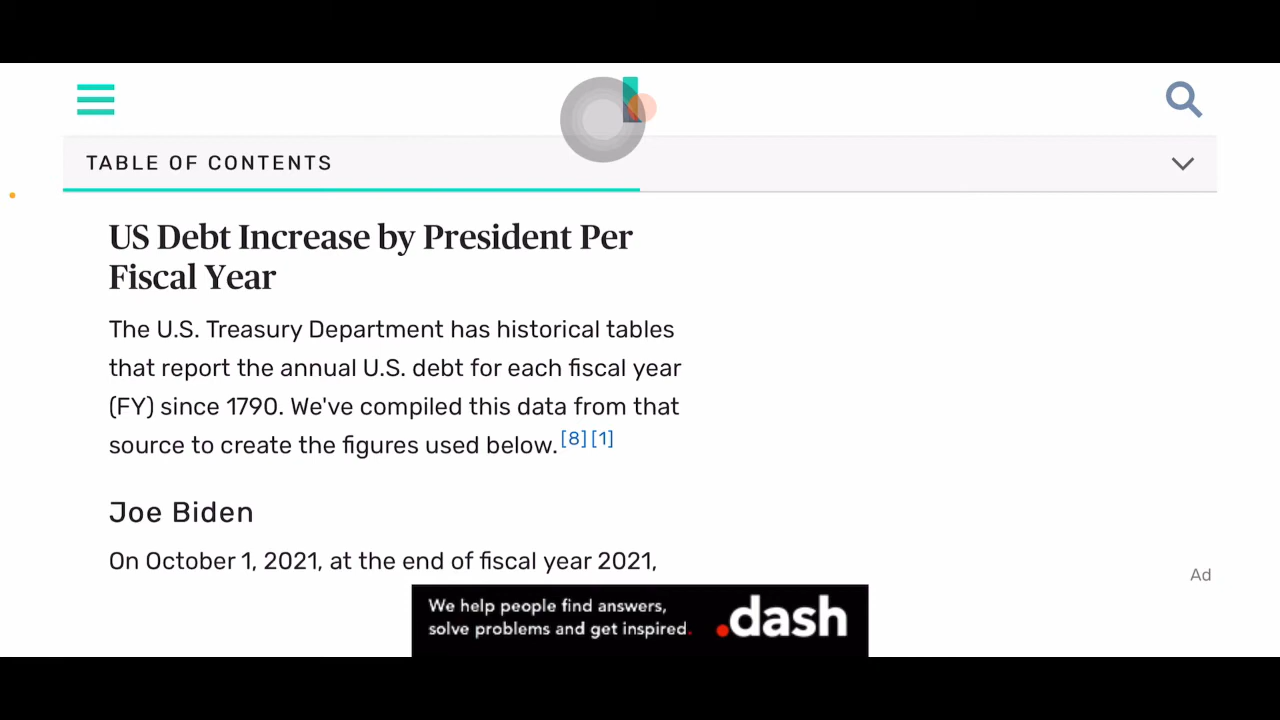 TABLE OF CONTENTS
US Debt Increase by President Per
Fiscal Year
The U.S. Treasury Department has historical tables
that report the annual U.S. debt for each fiscal year
(FY) since 1790. We've compiled this data from that
source to create the figures used below. [8] [1]
Joe Biden
On October 1, 2021, at the end of fiscal year 2021,
Ad
We help people find answers,
solve problems and get inspired.
.dash